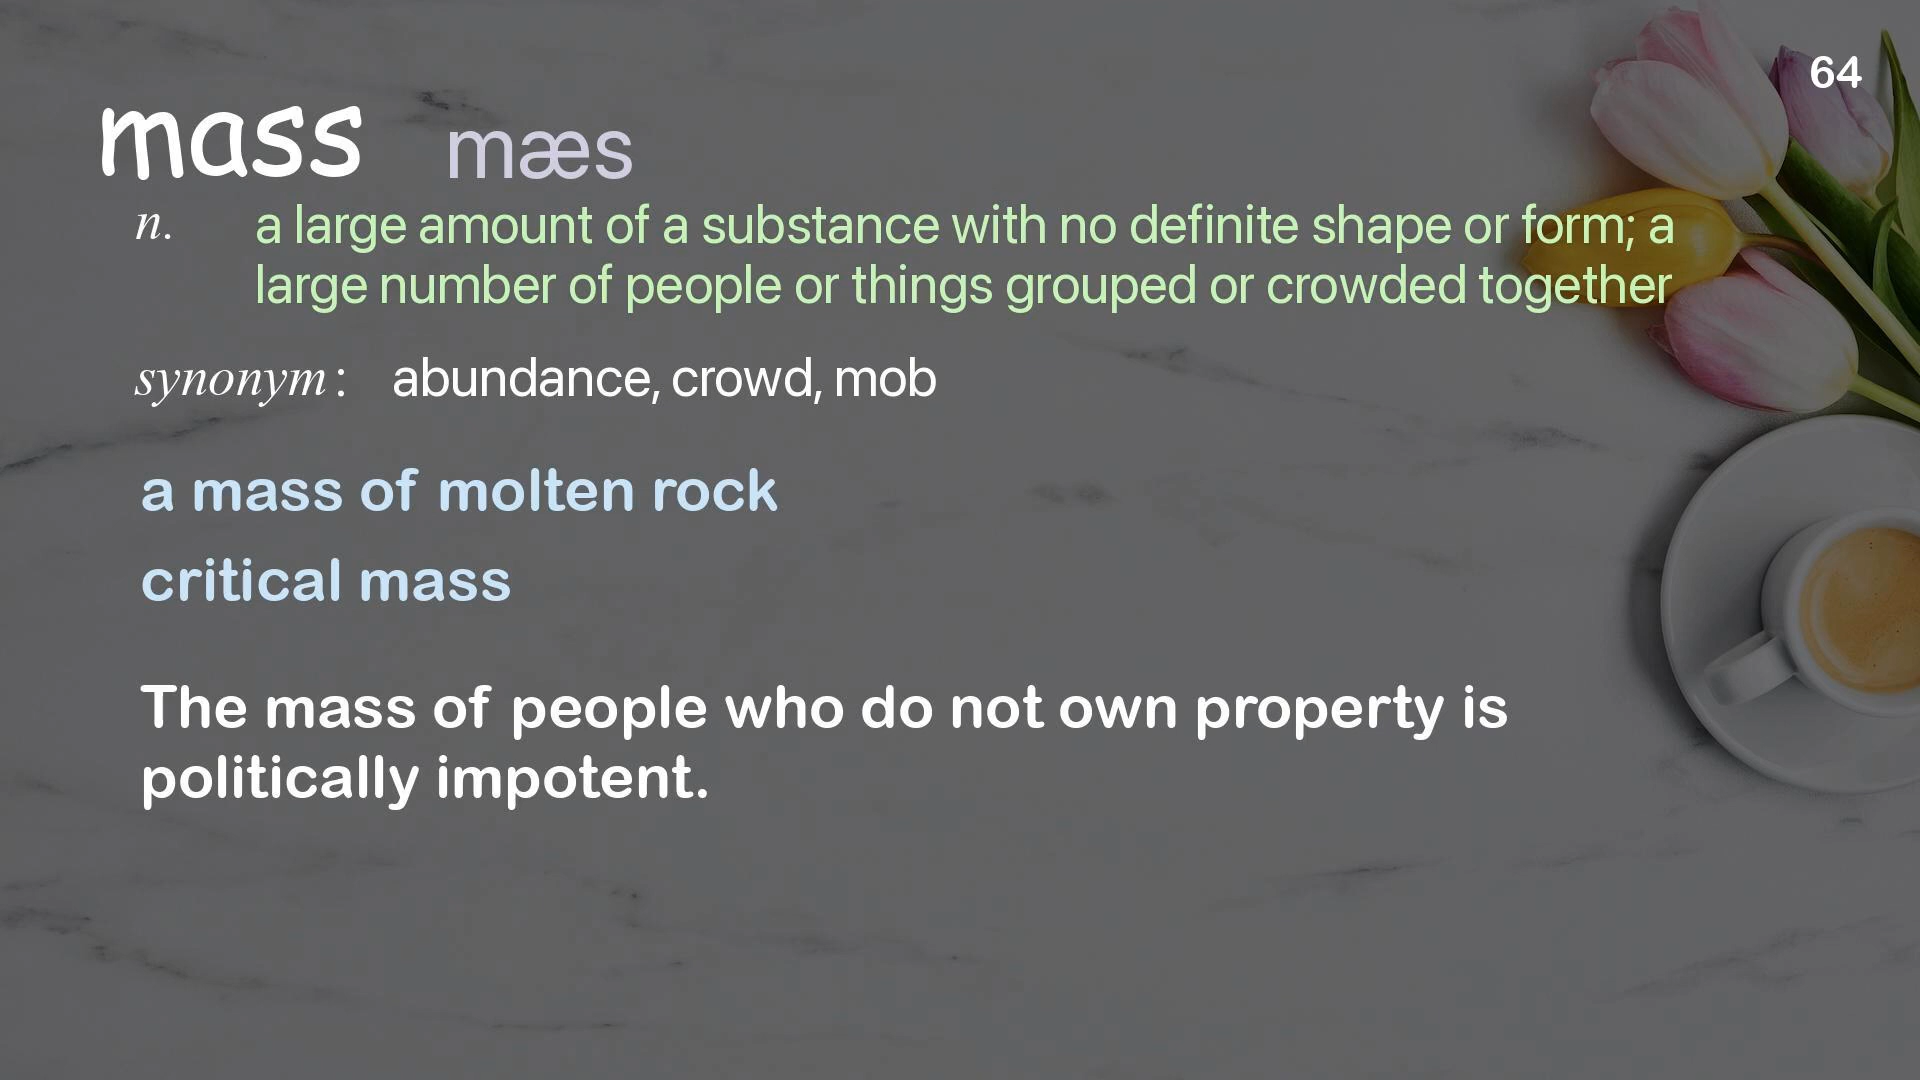 64
mass mæs
n. a large amount of a substance with no definite shape or form; a
large number of people or things grouped or crowded together
synonym: abundance, crowd, mob
a mass of molten rock
critical mass
The mass of people who do not own property is
politically impotent.